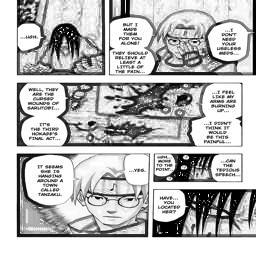 ...I
DON'T
NEED
YOUR
USELESS
MEDS...
BUT I
MADE
THEM
FOR YOU
ALONE!
THEY
SHOULD
RELIEVE AT
LEAST A
LITTLE OF
THE PAIN...
...UGH.
...I FEEL
LIKE MY
ARMS ARE
BURNING
UP...
...I DIDN'T
THINK IT
WOULD
BE THIS
PAINFUL...
WELL, THEY
ARE THE
CURSED
WOUNDS OF
SARUTOBI...
IT'S
THE THIRD
HOKAGE'S
FINAL ACT...
...CAN
THE
TEDIOUS
SPEECH...
MORE
TO THE
POINT
HAVE...
YOU
LOCATED
HER?
...YES.
IT SEEMS
SHE IS
HANGING
AROUND A
TOWN
CALLED
TANZAKU.